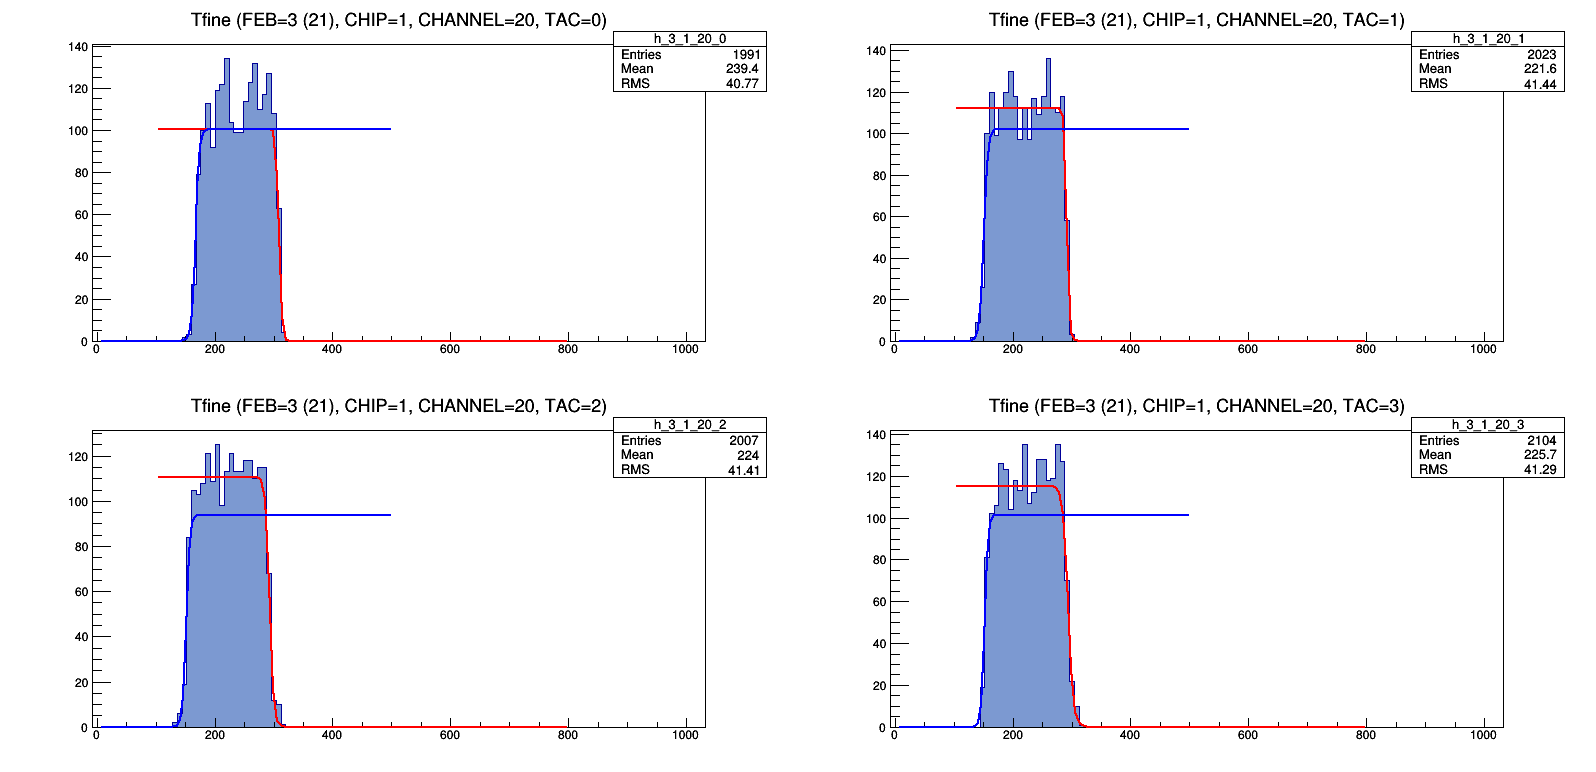 Tfine (FEB=3 (21), CHIP=1, CHANNEL=20, TAC=0)
h_3_1_20_0
Entries 1991
Mean 239.4
RMS 40.77
140
120
100
80
60
40
20
0
0 200 400 600 800 1000
Tfine (FEB=3 (21), CHIP=1, CHANNEL=20, TAC=1)
h_3_1_20_1
Entries 2023
Mean 221.6
RMS 41.44
140
120
100
80
60
40
20
0
0 200 400 600 800 1000
Tfine (FEB=3 (21), CHIP=1, CHANNEL=20, TAC=2)
h_3_1_20_2
Entries 2007
Mean 224
RMS 41.41
120
100
80
60
40
20
0
0 200 400 600 800 1000
Tfine (FEB=3 (21), CHIP=1, CHANNEL=20, TAC=3)
h_3_1_20_3
Entries 2104
Mean 225.7
RMS 41.29
140
120
100
80
60
40
20
0
0 200 400 600 800 1000